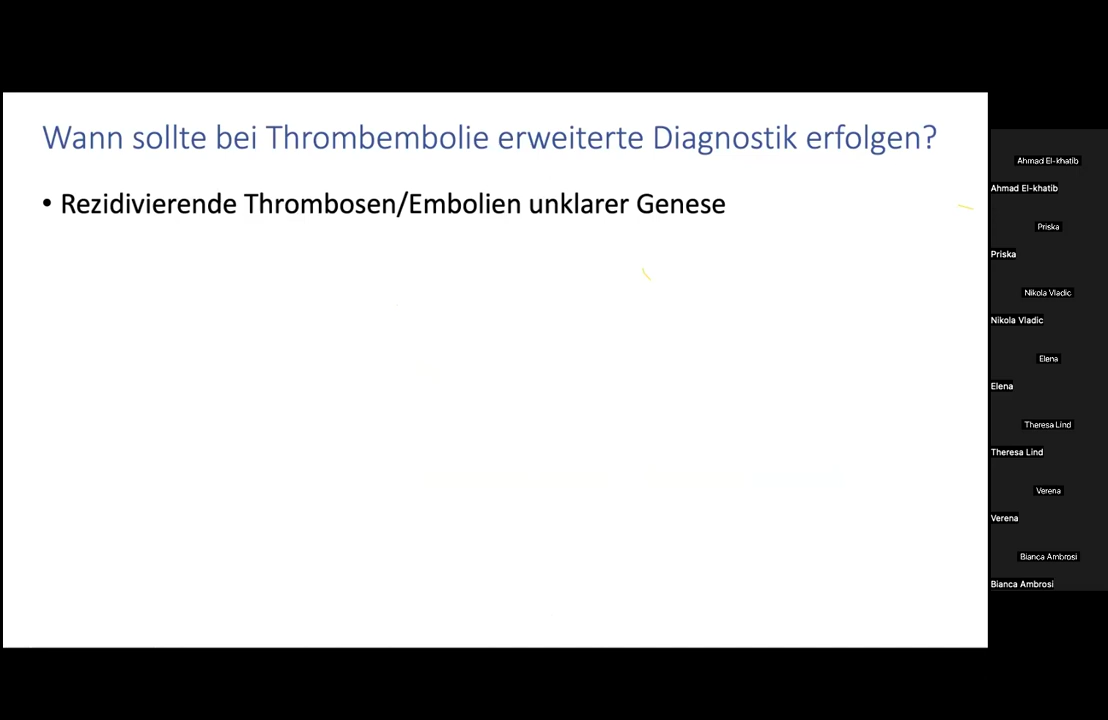 Wann sollte bei Thrombembolie erweiterte Diagnostik erfolgen?
• Rezidivierende Thrombosen/Embolien unklarer Genese
Ahmad El-khatib
Ahmad El-khatib
Priska
Priska
Nikola Vladic
Nikola Vladic
Elena
Elena
Theresa Lind
Theresa Lind
Verena
Verena
Bianca Ambrosi
Bianca Ambrosi